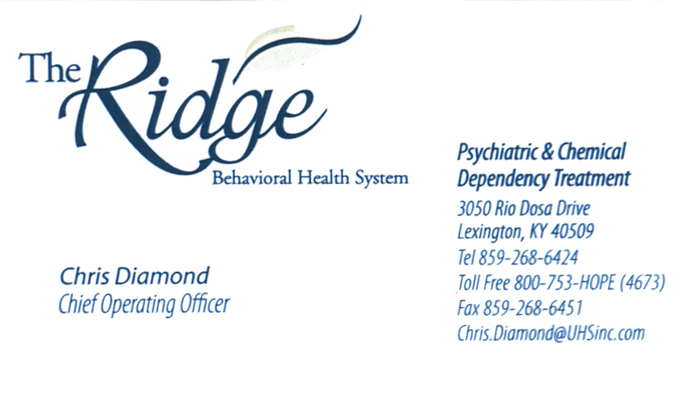 The Ridge
Behavioral Health System
Chris Diamond
Chief Operating Officer
Psychiatric & Chemical
Dependency Treatment
3050 Rio Dosa Drive
Lexington, KY 40509
Tel 859-268-6424
Toll Free 800-753-HOPE (4673)
Fax 859-268-6451
Chris.Diamond@UHSinc.com